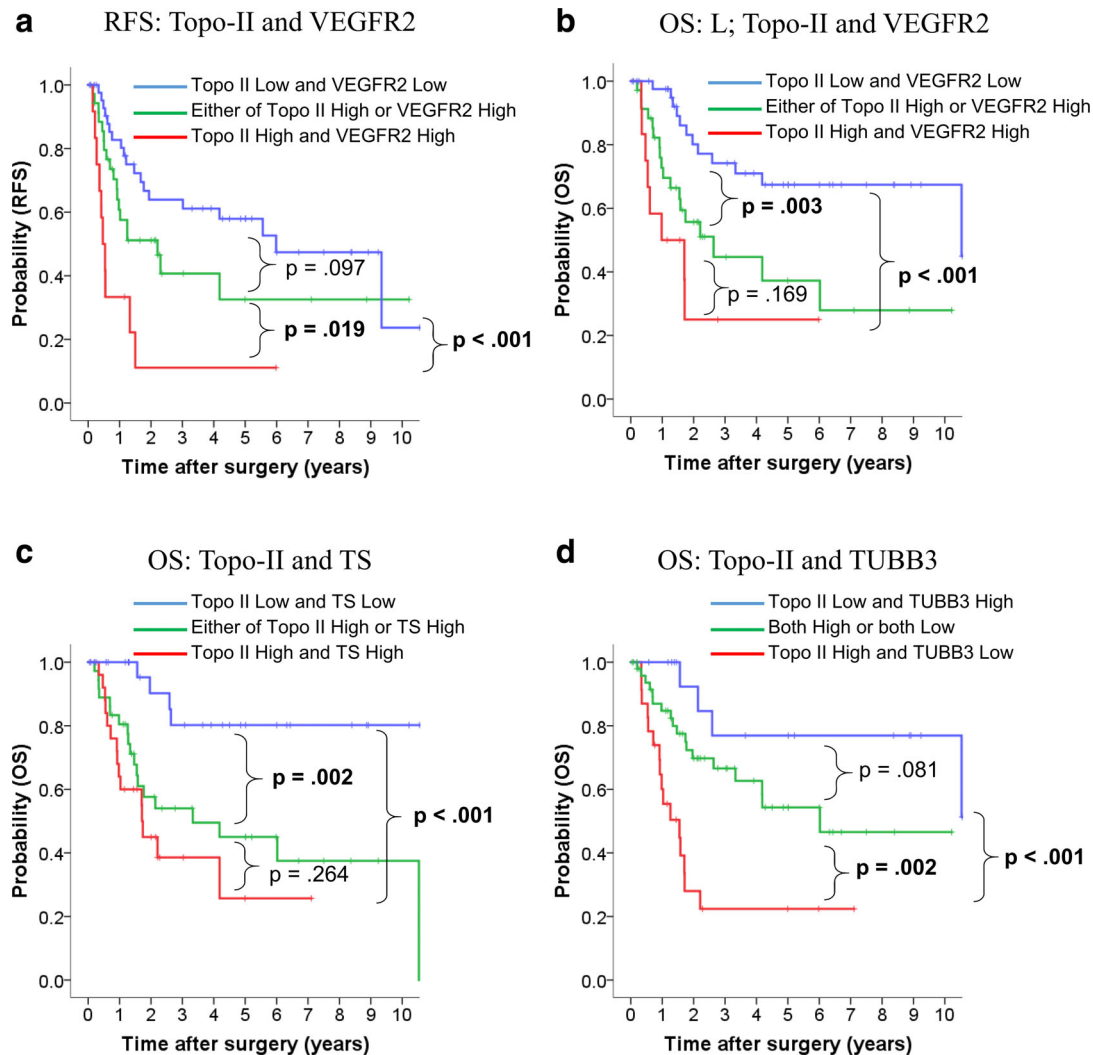 a
RFS: Topo-II and VEGFR2
Topo II Low and VEGFR2 Low
Either of Topo II High or VEGFR2 High
Topo II High and VEGFR2 High
Probability (RFS)
1.0
0.8
0.6
0.4
0.2
0.0
p = .097
p = .019
p < .001
0 1 2 3 4 5 6 7 8 9 10
Time after surgery (years)
b
OS: L; Topo-II and VEGFR2
Topo II Low and VEGFR2 Low
Either of Topo II High or VEGFR2 High
Topo II High and VEGFR2 High
Probability (OS)
1.0
0.8
0.6
0.4
0.2
0.0
p = .003
p < .001
p = .169
0 1 2 3 4 5 6 7 8 9 10
Time after surgery (years)
c
OS: Topo-II and TS
Topo II Low and TS Low
Either of Topo II High or TS High
Topo II High and TS High
Probability (OS)
1.0
0.8
0.6
0.4
0.2
0.0
p = .002
p < .001
p = .264
0 1 2 3 4 5 6 7 8 9 10
Time after surgery (years)
d
OS: Topo-II and TUBB3
Topo II Low and TUBB3 High
Both High or both Low
Topo II High and TUBB3 Low
Probability (OS)
1.0
0.8
0.6
0.4
0.2
0.0
p = .081
p = .002
p < .001
0 1 2 3 4 5 6 7 8 9 10
Time after surgery (years)